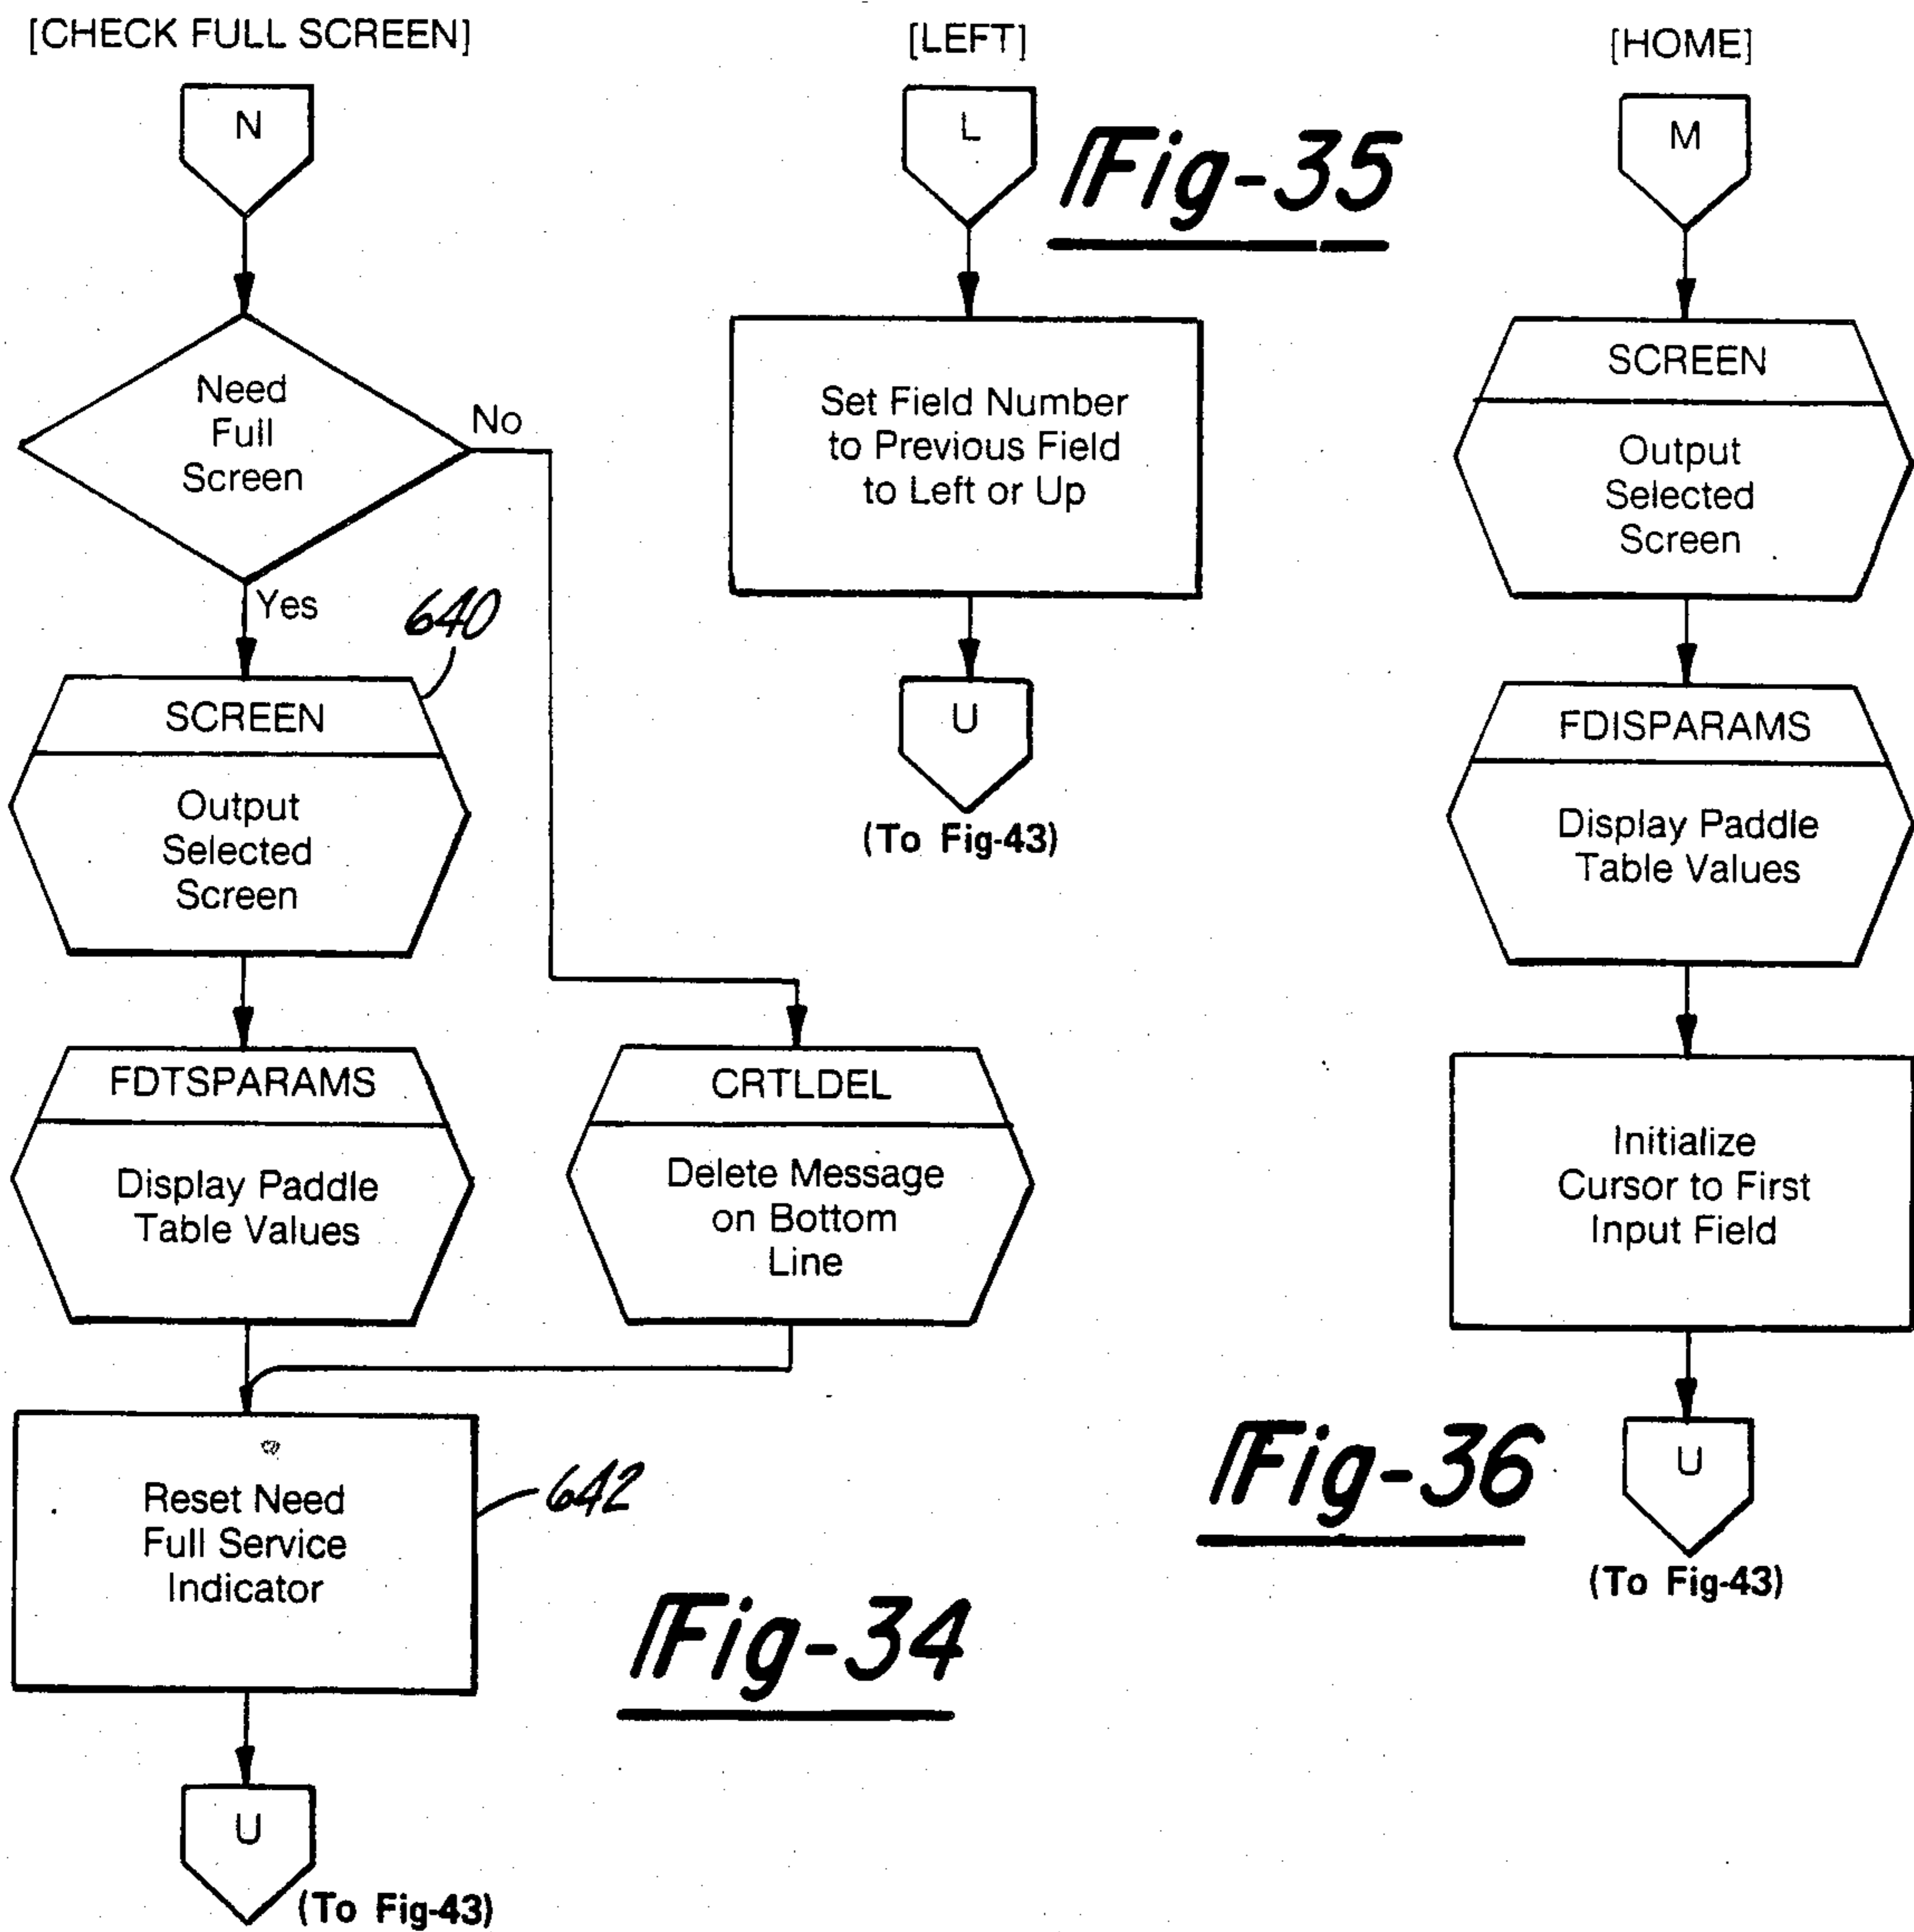 [CHECK FULL SCREEN]
N
Need
Full
Screen
No
Yes
640
SCREEN
Output
Selected
Screen
FDTSPARAMS
Display Paddle
Table Values
CRTLDEL
Delete Message
on Bottom
Line
Reset Need
Full Service
Indicator
642
U
(To Fig-43)
Fig-34
[LEFT]
L
Fig-35
Set Field Number
to Previous Field
to Left or Up
U
(To Fig-43)
[HOME]
M
SCREEN
Output
Selected
Screen
FDISPARAMS
Display Paddle
Table Values
Initialize
Cursor to First
Input Field
U
(To Fig-43)
Fig-36